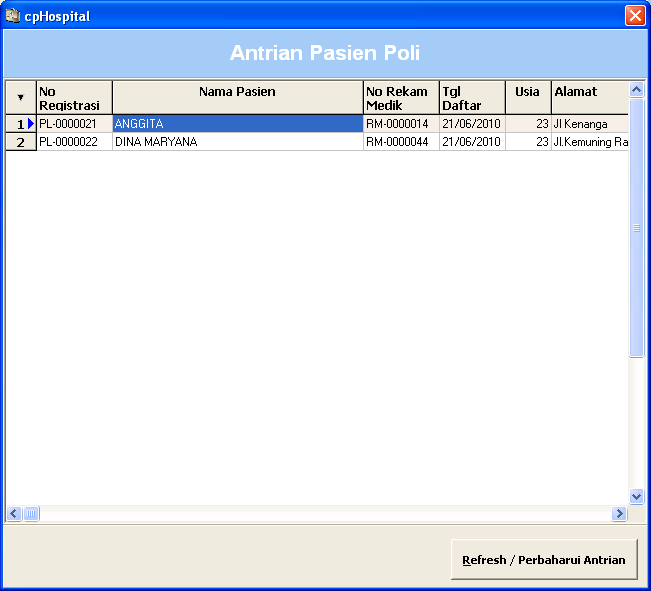 cpHospital
Antrian Pasien Poli
No Registrasi Nama Pasien No Rekam Medik Tgl Daftar Usia Alamat
1 PL-0000021 ANGGITA RM-0000014 21/06/2010 23 Jl Kenanga
2 PL-0000022 DINA MARYANA RM-0000044 21/06/2010 23 Jl.Kemuning Ra
Refresh / Perbaharui Antrian